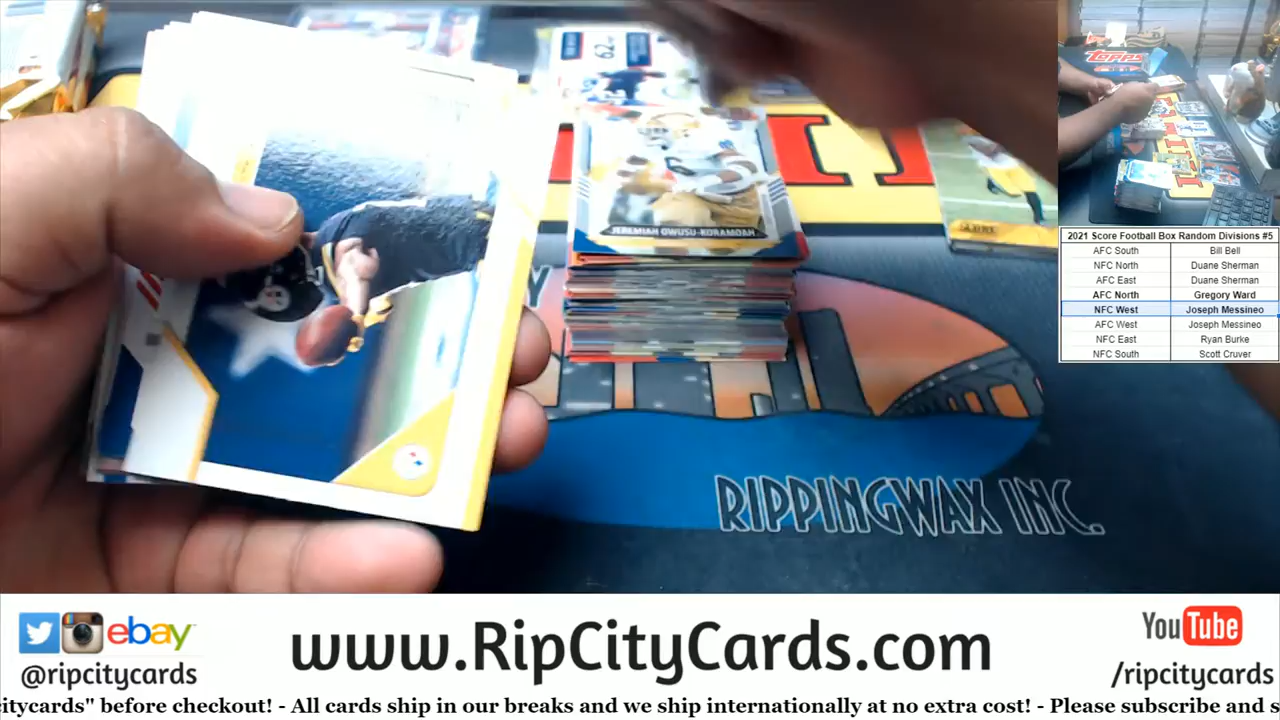 62
JEREMIAH OWUSU-KORAMOAH
SCORE
RIPPINGWAX INC.
TOPPS
2021 Score Football Box Random Divisions #5
AFC South Bill Bell
NFC North Duane Sherman
AFC East Duane Sherman
AFC North Gregory Ward
NFC West Joseph Messineo
AFC West Joseph Messineo
NFC East Ryan Burke
NFC South Scott Cruver
ebay
@ripcitycards
www.RipCityCards.com
YouTube
/ripcitycards
citycards" before checkout! - All cards ship in our breaks and we ship internationally at no extra cost! - Please subscribe and s